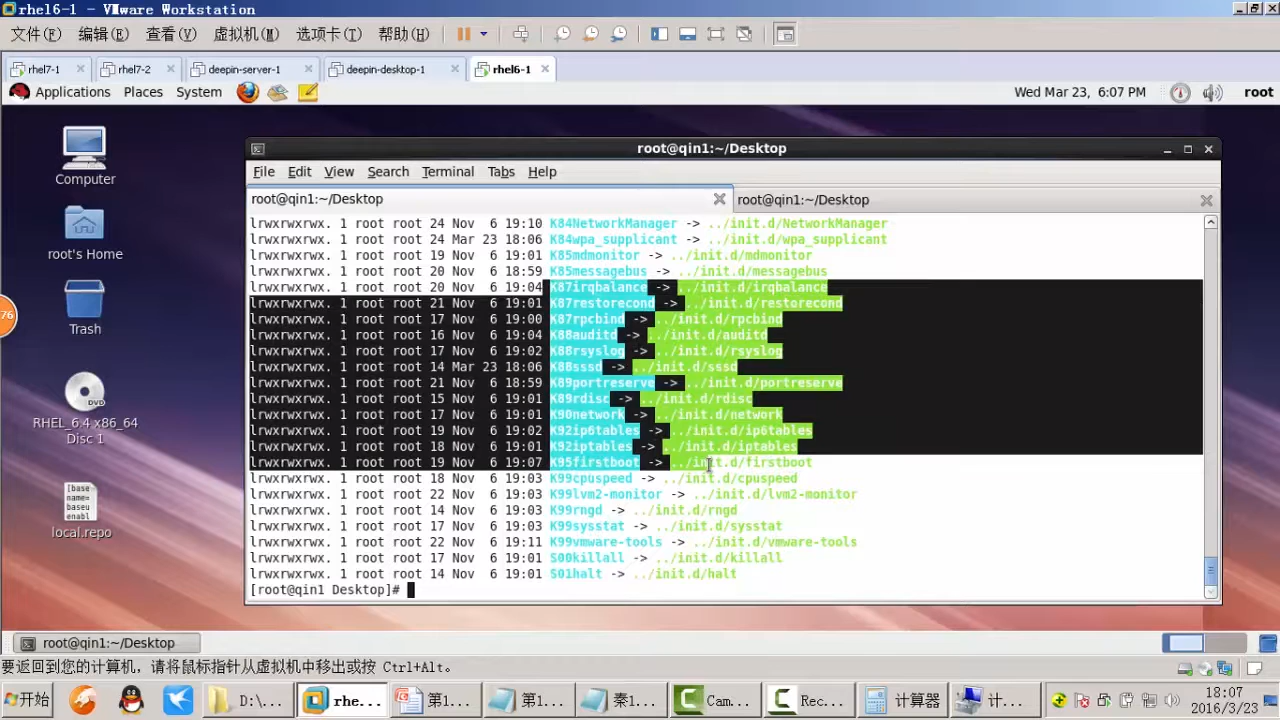 rhel6-1 - VMware Workstation
文件(F) 编辑(E) 查看(V) 虚拟机(M) 选项卡(T) 帮助(H)
rhel7-1 rhel7-2 deepin-server-1 deepin-desktop-1 rhel6-1
Applications Places System Wed Mar 23, 6:07 PM root
root@qin1:~/Desktop
File Edit View Search Terminal Tabs Help
root@qin1:~/Desktop root@qin1:~/Desktop
lrwxrwxrwx. 1 root root 24 Nov  6 19:10 K84NetworkManager -> ../init.d/NetworkManager
lrwxrwxrwx. 1 root root 24 Mar 23 18:06 K84wpa_supplicant -> ../init.d/wpa_supplicant
lrwxrwxrwx. 1 root root 19 Nov  6 19:01 K85mdmonitor -> ../init.d/mdmonitor
lrwxrwxrwx. 1 root root 20 Nov  6 18:59 K85messagebus -> ../init.d/messagebus
lrwxrwxrwx. 1 root root 20 Nov  6 19:04 K87irqbalance -> ../init.d/irqbalance
lrwxrwxrwx. 1 root root 21 Nov  6 19:01 K87restorecond -> ../init.d/restorecond
lrwxrwxrwx. 1 root root 17 Nov  6 19:00 K87rpcbind -> ../init.d/rpcbind
lrwxrwxrwx. 1 root root 16 Nov  6 19:04 K88auditd -> ../init.d/auditd
lrwxrwxrwx. 1 root root 17 Nov  6 19:02 K88rsyslog -> ../init.d/rsyslog
lrwxrwxrwx. 1 root root 14 Mar 23 18:06 K88sssd -> ../init.d/sssd
lrwxrwxrwx. 1 root root 21 Nov  6 18:59 K89portreserve -> ../init.d/portreserve
lrwxrwxrwx. 1 root root 15 Nov  6 19:01 K89rdisc -> ../init.d/rdisc
lrwxrwxrwx. 1 root root 17 Nov  6 19:01 K90network -> ../init.d/network
lrwxrwxrwx. 1 root root 19 Nov  6 19:02 K92ip6tables -> ../init.d/ip6tables
lrwxrwxrwx. 1 root root 18 Nov  6 19:01 K92iptables -> ../init.d/iptables
lrwxrwxrwx. 1 root root 19 Nov  6 19:07 K95firstboot -> ../init.d/firstboot
lrwxrwxrwx. 1 root root 18 Nov  6 19:03 K99cpuspeed -> ../init.d/cpuspeed
lrwxrwxrwx. 1 root root 22 Nov  6 19:03 K99lvm2-monitor -> ../init.d/lvm2-monitor
lrwxrwxrwx. 1 root root 14 Nov  6 19:03 K99rngd -> ../init.d/rngd
lrwxrwxrwx. 1 root root 17 Nov  6 19:03 K99sysstat -> ../init.d/sysstat
lrwxrwxrwx. 1 root root 22 Nov  6 19:11 K99vmware-tools -> ../init.d/vmware-tools
lrwxrwxrwx. 1 root root 17 Nov  6 19:01 S00killall -> ../init.d/killall
lrwxrwxrwx. 1 root root 14 Nov  6 19:01 S01halt -> ../init.d/halt
[root@qin1 Desktop]#
Computer
root's Home
Trash
76
DVD
RHEL_6.4 x86_64
Disc 1
[base
name=
baseu
enabl
local.repo
root@qin1:~/Desktop
要返回到您的计算机，请将鼠标指针从虚拟机中移出或按 Ctrl+Alt。
开始 D:\... rhe... 第1... 第1... 秦1... Cam... Rec... 计算器 计... 18:07
2016/3/23